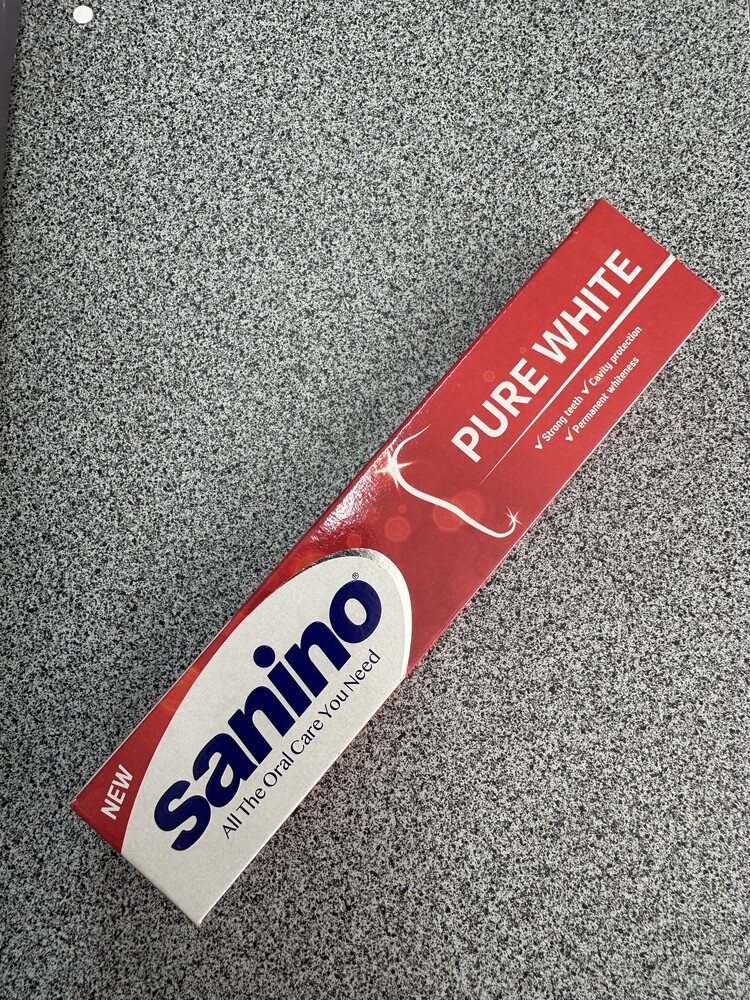 NEW
sanino®
All The Oral Care You Need
PURE WHITE
✓ Strong teeth ✓ Cavity protection
✓ Permanent whiteness